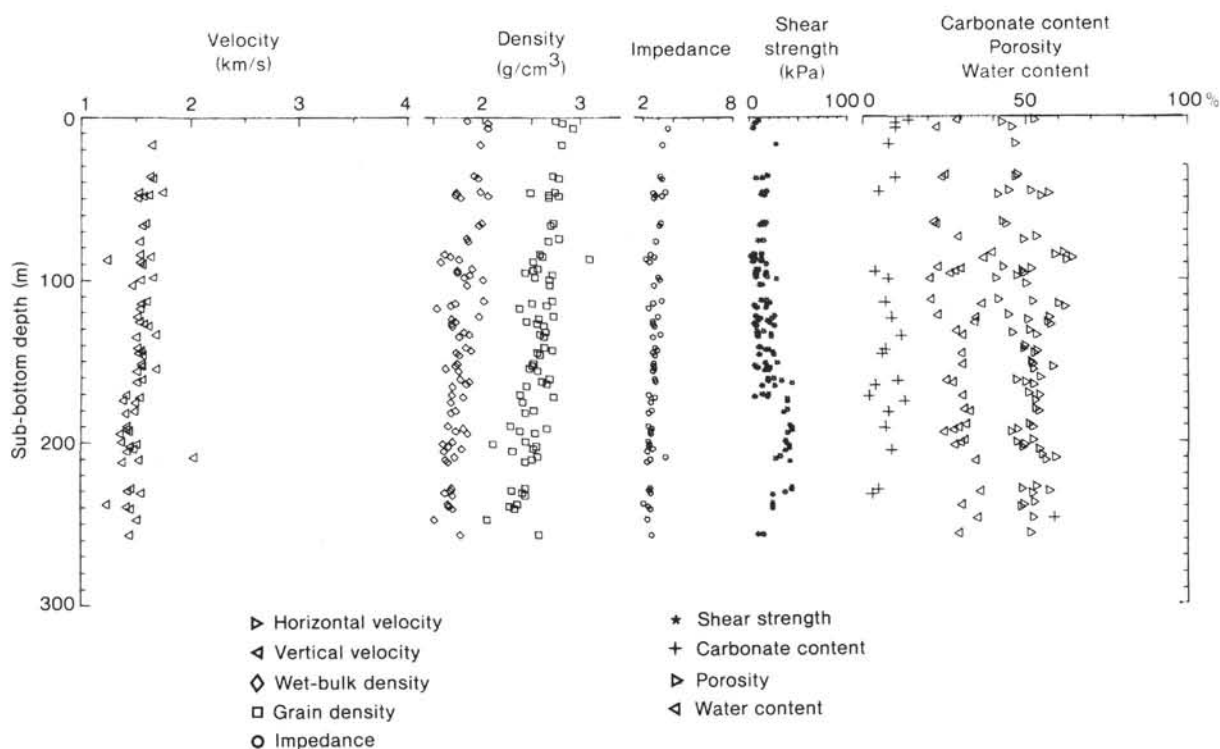 Velocity
(km/s)
Density
(g/cm³)
Impedance
Shear
strength
(kPa)
Carbonate content
Porosity
Water content
1 2 3 4
2 3
2 8
0 100
0 50 100 %
0
100
200
300
Sub-bottom depth (m)
Horizontal velocity
Vertical velocity
Wet-bulk density
Grain density
Impedance
Shear strength
Carbonate content
Porosity
Water content